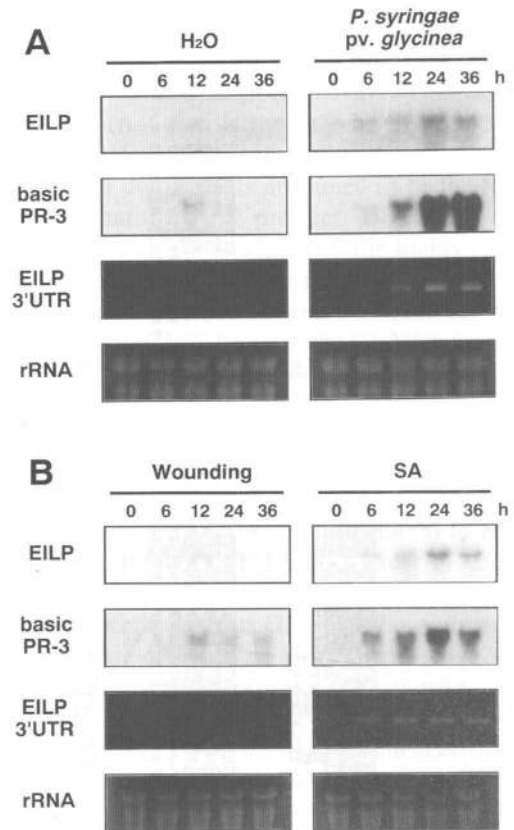 A
H2O
P. syringae
pv. glycinea
0 6 12 24 36 0 6 12 24 36 h
EILP
basic
PR-3
EILP
3'UTR
rRNA
B
Wounding
SA
0 6 12 24 36 0 6 12 24 36 h
EILP
basic
PR-3
EILP
3'UTR
rRNA